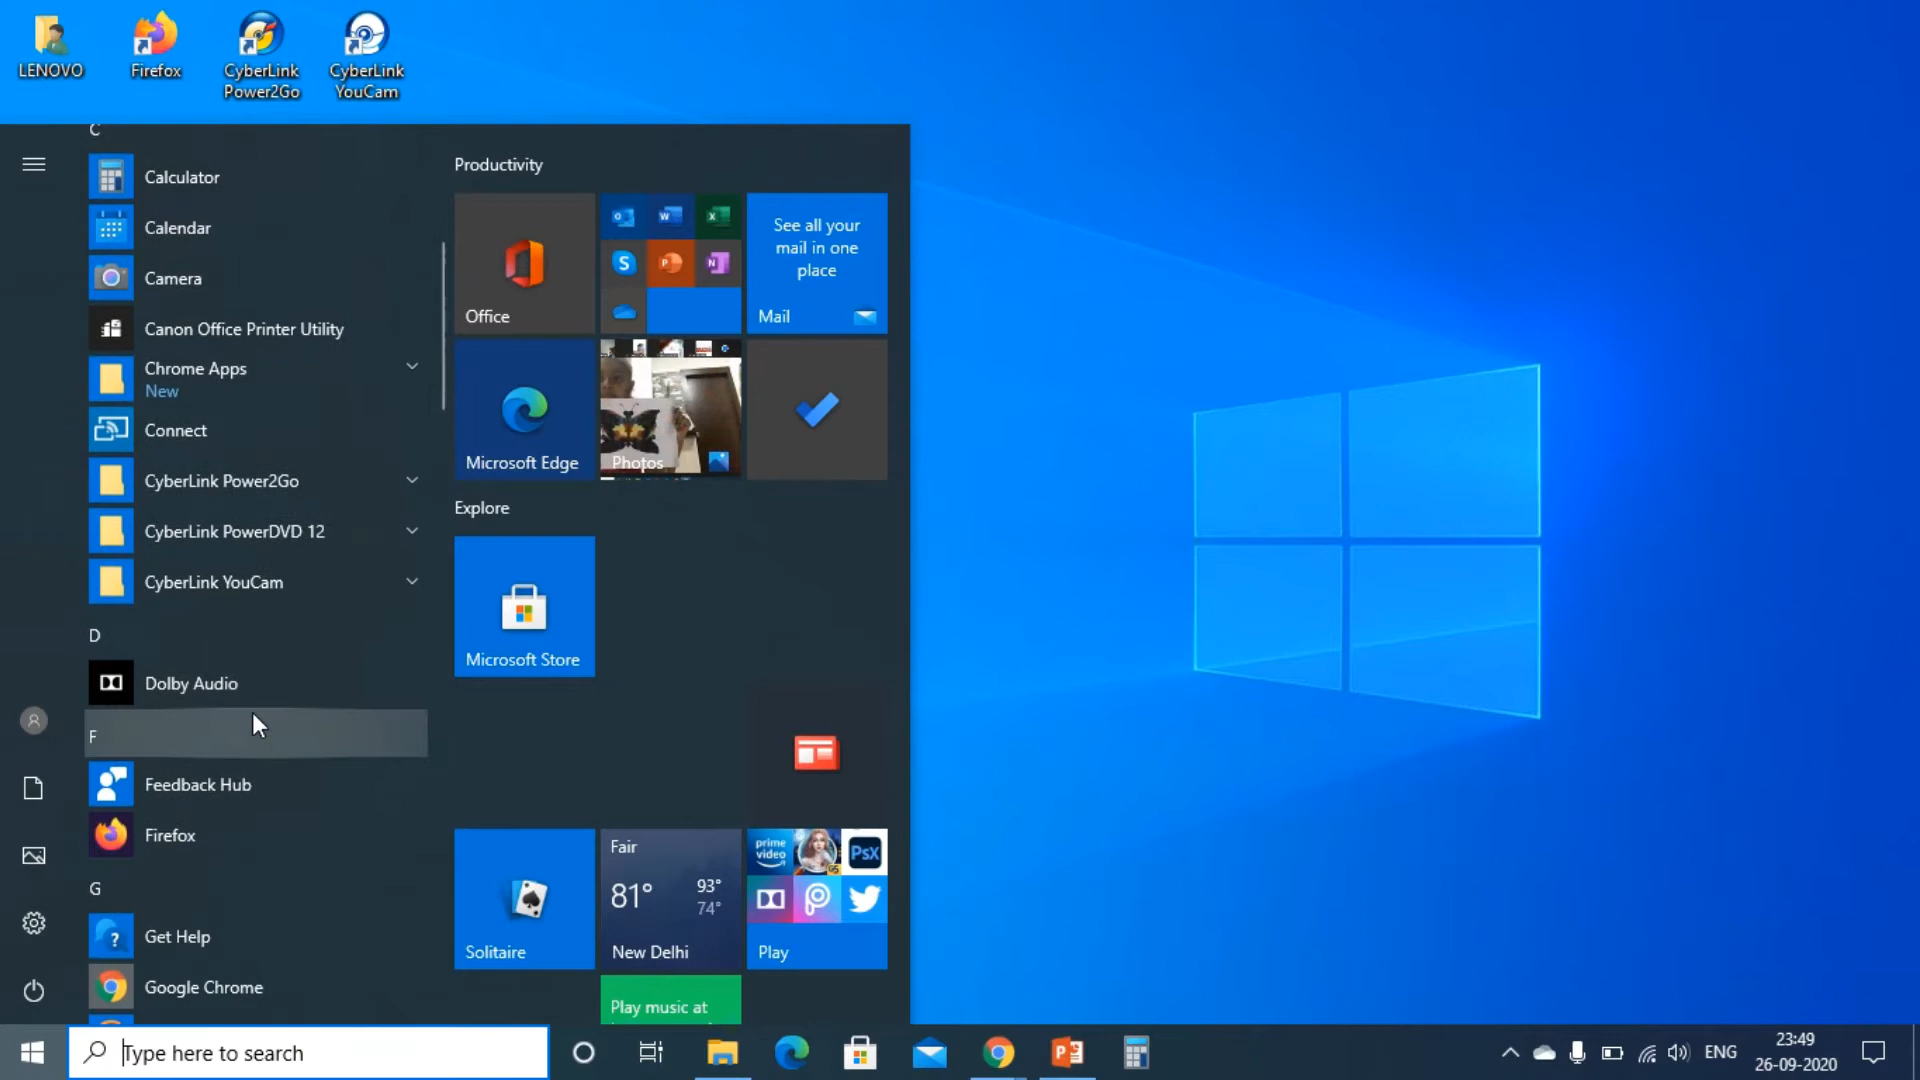 LENOVO
Firefox
CyberLink
Power2Go
CyberLink
YouCam
C
Calculator
Calendar
Camera
Canon Office Printer Utility
Chrome Apps
New
Connect
CyberLink Power2Go
CyberLink PowerDVD 12
CyberLink YouCam
D
Dolby Audio
F
Feedback Hub
Firefox
G
Get Help
Google Chrome
Productivity
Office
See all your
mail in one
place
Mail
Microsoft Edge
Photos
Explore
Microsoft Store
Solitaire
Fair
81°
93°
74°
New Delhi
prime
video
PsX
Play
Play music at
Type here to search
ENG
23:49
26-09-2020